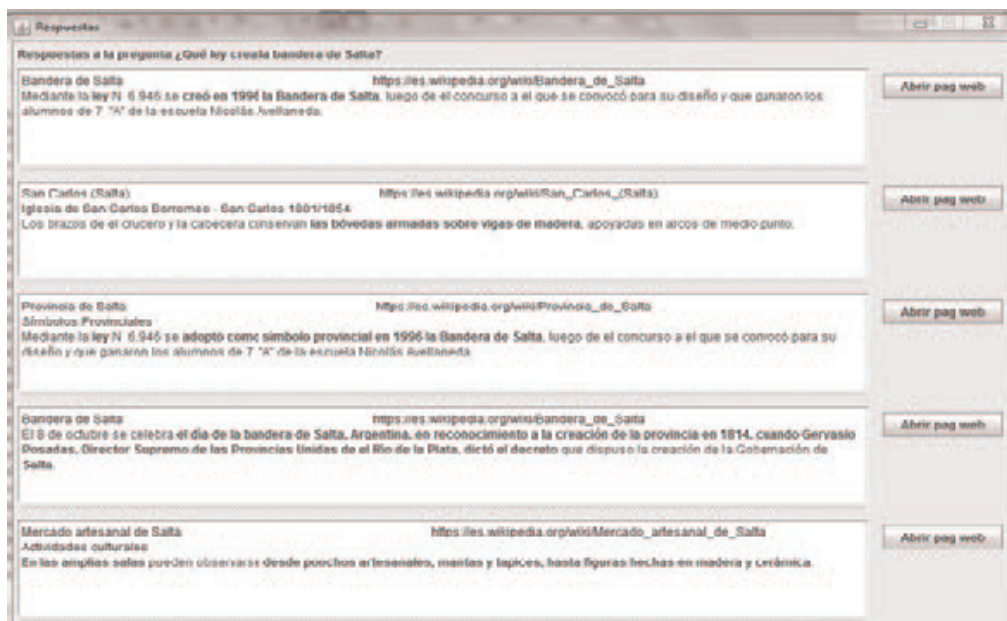 Respuestas
Respuestas a la pregunta ¿Qué ley creala bandera de Salta?
Bandera de Salta https://es.wikipedia.org/wiki/Bandera_de_Salta
Mediante la ley N 6.946 se creó en 1996 la Bandera de Salta, luego de el concurso a el que se convocó para su diseño y que ganaron los
alumnos de 7 "A" de la escuela Nicolás Avellaneda.
Abrir pag web
San Carlos (Salta) https://es.wikipedia.org/wiki/San_Carlos_(Salta)
Iglesia de San Carlos Borromeo - San Carlos 1801/1854
Los brazos de el crucero y la cabecera conservan las bóvedas armadas sobre vigas de madera, apoyadas en arcos de medio punto.
Abrir pag web
Provincia de Salta https://es.wikipedia.org/wiki/Provincia_de_Salta
Símbolos Provinciales
Mediante la ley N 6.946 se adoptó como símbolo provincial en 1996 la Bandera de Salta, luego de el concurso a el que se convocó para su
diseño y que ganaron los alumnos de 7 "A" de la escuela Nicolás Avellaneda.
Abrir pag web
Bandera de Salta https://es.wikipedia.org/wiki/Bandera_de_Salta
El 8 de octubre se celebra el día de la bandera de Salta, Argentina, en reconocimiento a la creación de la provincia en 1814, cuando Gervasio
Posadas, Director Supremo de las Provincias Unidas de el Río de la Plata, dictó el decreto que dispuso la creación de la Gobernación de
Salta.
Abrir pag web
Mercado artesanal de Salta https://es.wikipedia.org/wiki/Mercado_artesanal_de_Salta
Actividades culturales
En las amplias salas pueden observarse desde ponchos artesanales, mantas y tapices, hasta figuras hechas en madera y cerámica.
Abrir pag web